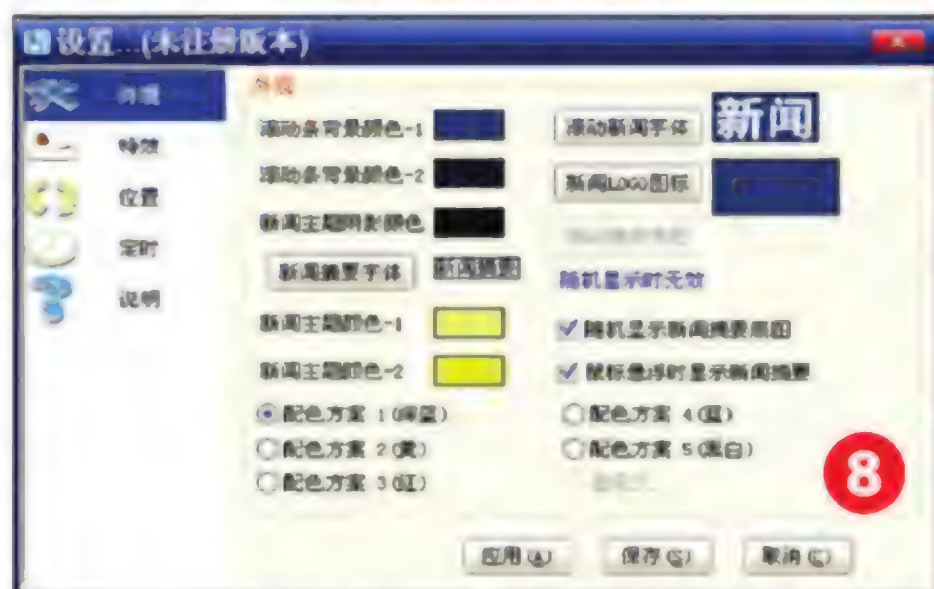 设置...(未注册版本)
外观
特效
位置
定时
说明
外观
滚动条背景颜色-1
滚动条背景颜色-2
新闻主题阴影颜色
新闻摘要字体
新闻摘要
新闻主题颜色-1
新闻主题颜色-2
配色方案 1(深蓝)
配色方案 2(黄)
配色方案 3(红)
滚动新闻字体
新闻
新闻LOGO图标
随机显示时无效
随机显示新闻摘要底图
鼠标悬浮时显示新闻摘要
配色方案 4(蓝)
配色方案 5(黑白)
8
应用(A)
保存(S)
取消(C)